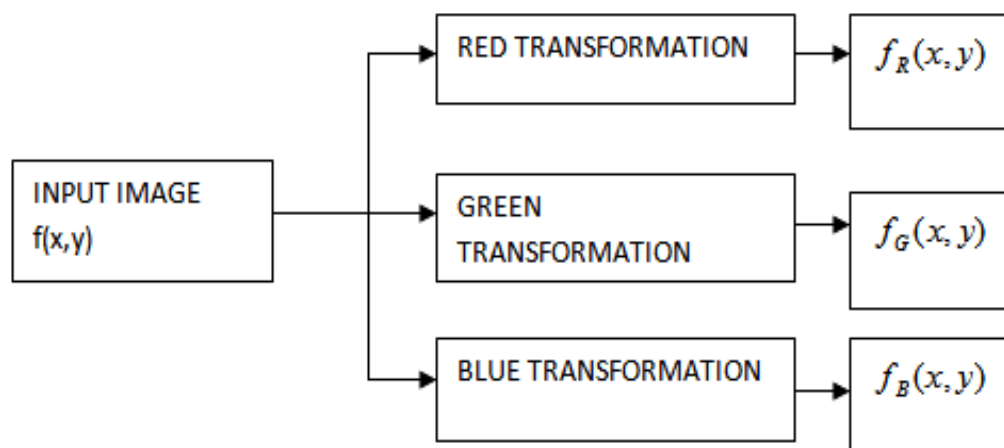 RED TRANSFORMATION
f_R(x,y)
INPUT IMAGE
f(x,y)
GREEN
TRANSFORMATION
f_G(x,y)
BLUE TRANSFORMATION
f_B(x,y)